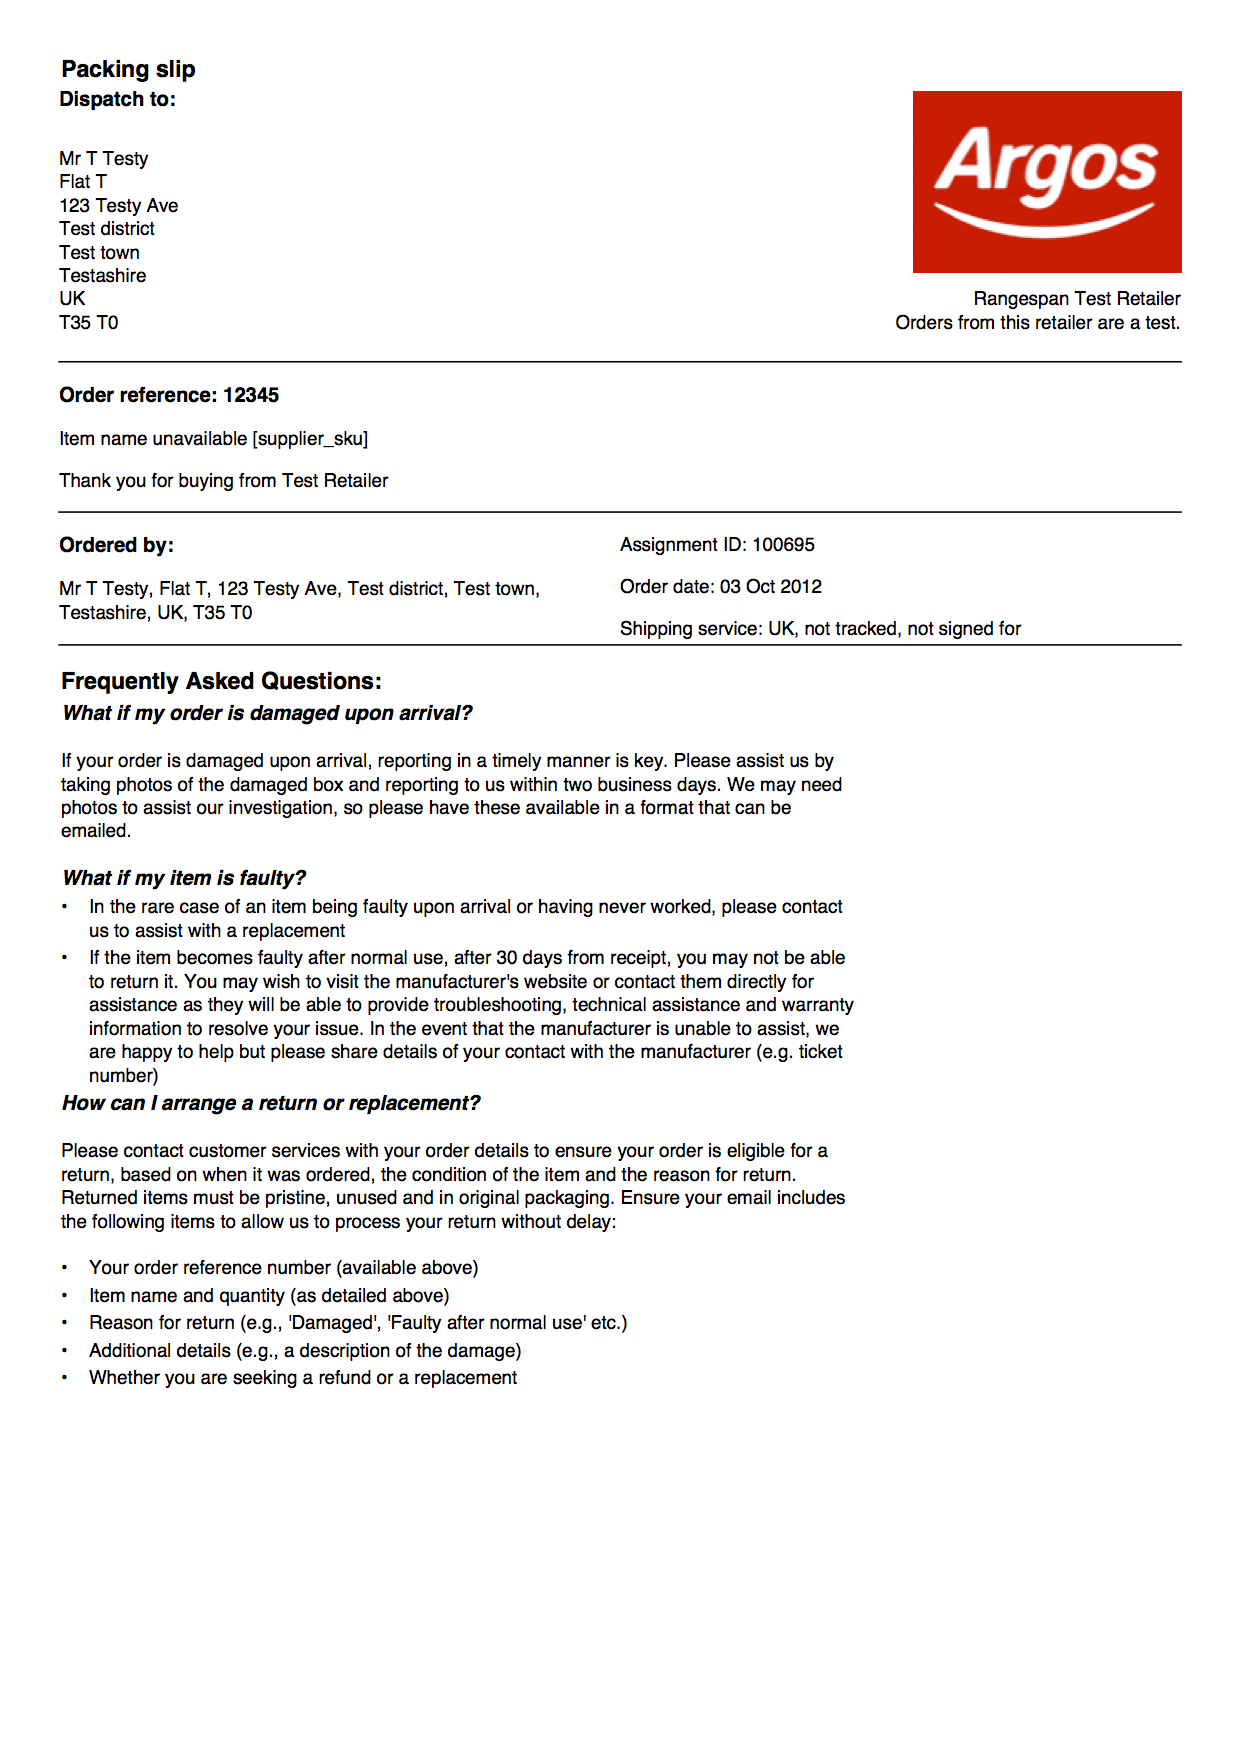 Packing slip
Dispatch to:
Mr T Testy
Flat T
123 Testy Ave
Test district
Test town
Testashire
UK
T35 T0
Argos
Rangespan Test Retailer
Orders from this retailer are a test.
Order reference: 12345
Item name unavailable [supplier_sku]
Thank you for buying from Test Retailer
Ordered by:
Mr T Testy, Flat T, 123 Testy Ave, Test district, Test town,
Testashire, UK, T35 T0
Assignment ID: 100695
Order date: 03 Oct 2012
Shipping service: UK, not tracked, not signed for
Frequently Asked Questions:
What if my order is damaged upon arrival?
If your order is damaged upon arrival, reporting in a timely manner is key. Please assist us by
taking photos of the damaged box and reporting to us within two business days. We may need
photos to assist our investigation, so please have these available in a format that can be
emailed.
What if my item is faulty?
• In the rare case of an item being faulty upon arrival or having never worked, please contact
us to assist with a replacement
• If the item becomes faulty after normal use, after 30 days from receipt, you may not be able
to return it. You may wish to visit the manufacturer's website or contact them directly for
assistance as they will be able to provide troubleshooting, technical assistance and warranty
information to resolve your issue. In the event that the manufacturer is unable to assist, we
are happy to help but please share details of your contact with the manufacturer (e.g. ticket
number)
How can I arrange a return or replacement?
Please contact customer services with your order details to ensure your order is eligible for a
return, based on when it was ordered, the condition of the item and the reason for return.
Returned items must be pristine, unused and in original packaging. Ensure your email includes
the following items to allow us to process your return without delay:
• Your order reference number (available above)
• Item name and quantity (as detailed above)
• Reason for return (e.g., 'Damaged', 'Faulty after normal use' etc.)
• Additional details (e.g., a description of the damage)
• Whether you are seeking a refund or a replacement